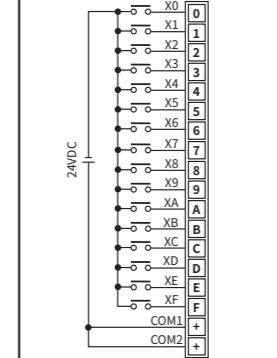 X0 0
X1 1
X2 2
X3 3
X4 4
X5 5
X6 6
X7 7
X8 8
X9 9
XA A
XB B
XC C
XD D
XE E
XF F
COM1 +
COM2 +
24VDC